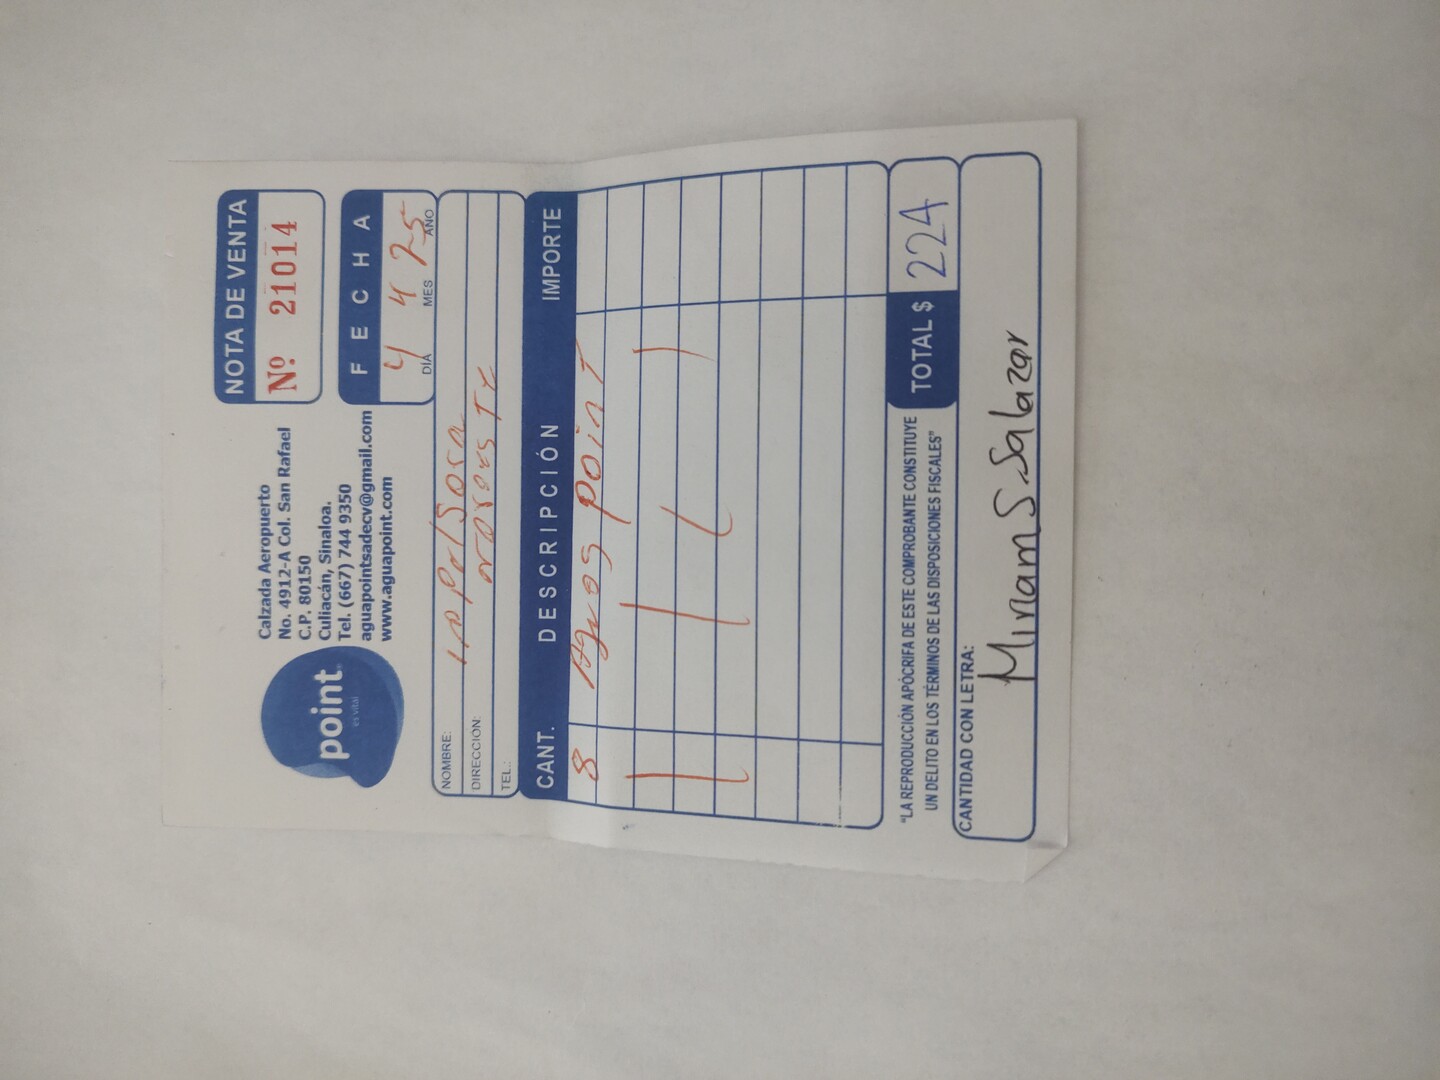 point®
es vital
Calzada Aeropuerto
No. 4912-A Col. San Rafael
C.P. 80150
Culiacán, Sinaloa.
Tel. (667) 744 9350
aguapointsadecv@gmail.com
www.aguapoint.com
NOTA DE VENTA
Nº 21014
FECHA
4 4 25
DÍA MES AÑO
NOMBRE:
DIRECCIÓN:
TEL.:
CANT. DESCRIPCIÓN IMPORTE
8 Aguas point
"LA REPRODUCCIÓN APÓCRIFA DE ESTE COMPROBANTE CONSTITUYE
UN DELITO EN LOS TÉRMINOS DE LAS DISPOSICIONES FISCALES"
TOTAL $ 224
CANTIDAD CON LETRA:
Miriam S. Salazar